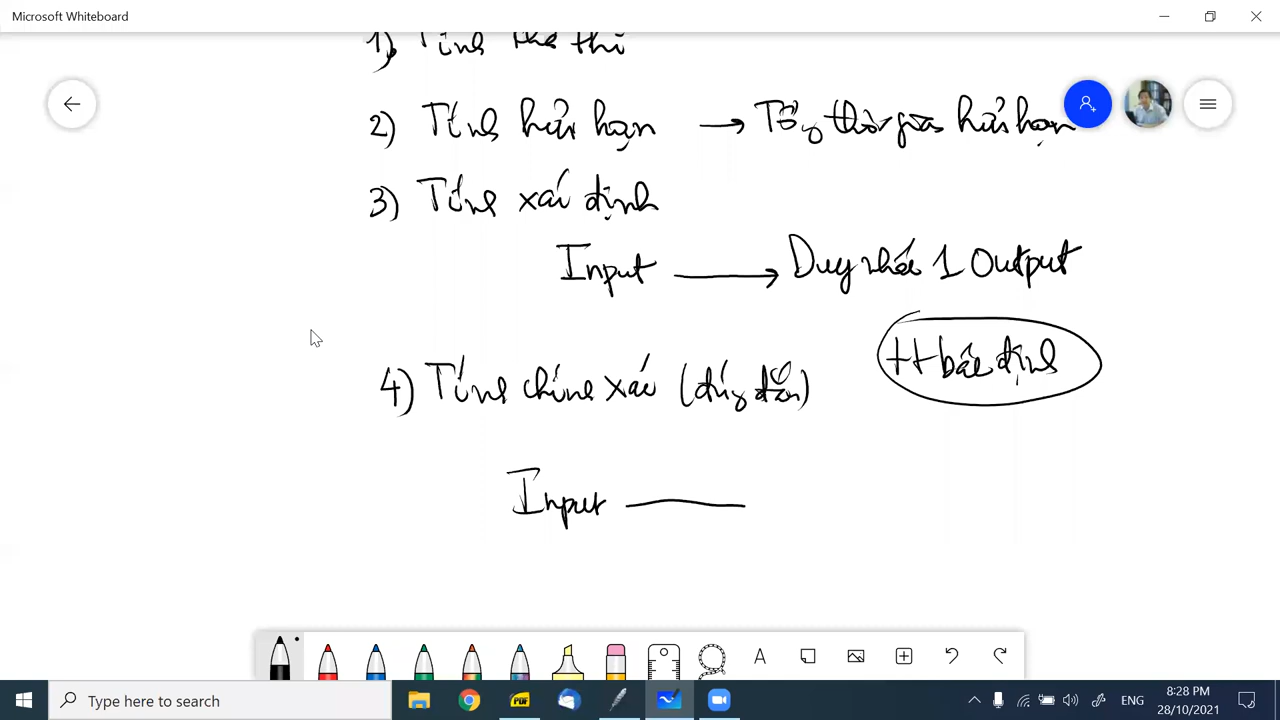 Microsoft Whiteboard
1) Tính khả thi
2) Tính hữu hạn → Tổng thời gian hữu hạn
3) Tính xác định
Input → Duy nhất 1 Output
TT bất định
4) Tính chính xác (đúng đắn)
Input
A
Type here to search
PDF
ENG
8:28 PM
28/10/2021